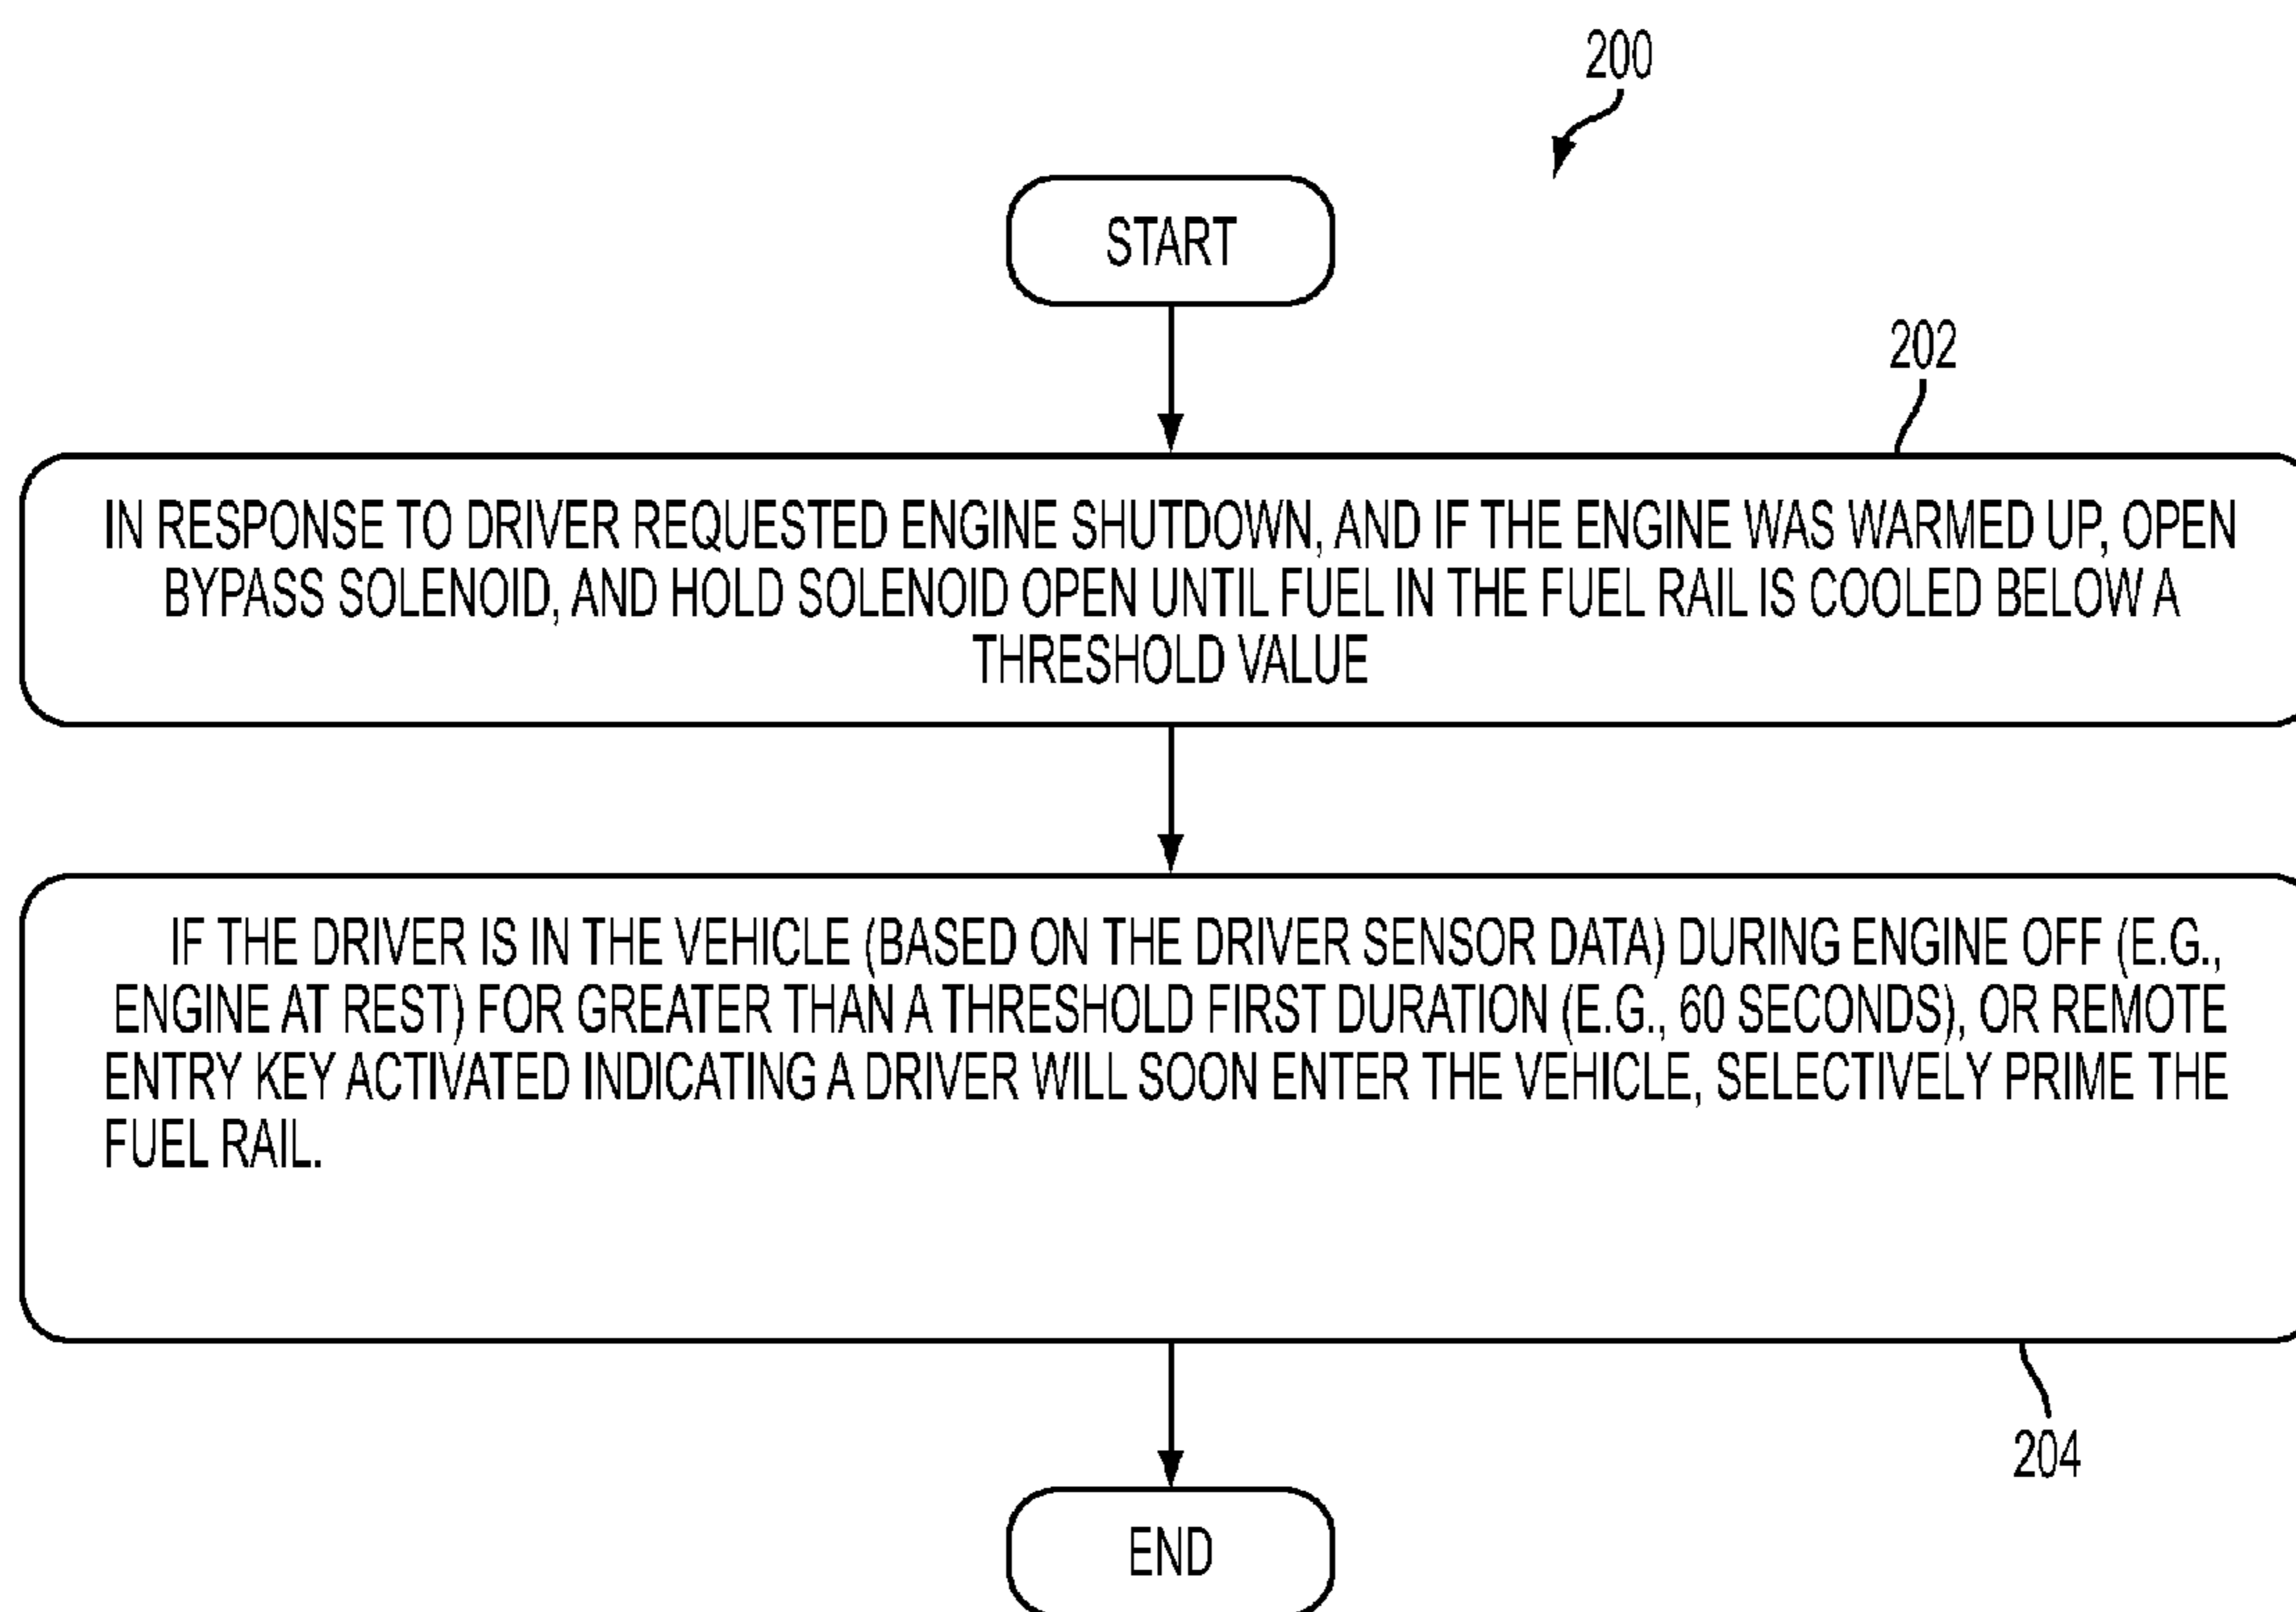 200
START
202
IN RESPONSE TO DRIVER REQUESTED ENGINE SHUTDOWN, AND IF THE ENGINE WAS WARMED UP, OPEN
BYPASS SOLENOID, AND HOLD SOLENOID OPEN UNTIL FUEL IN THE FUEL RAIL IS COOLED BELOW A
THRESHOLD VALUE
IF THE DRIVER IS IN THE VEHICLE (BASED ON THE DRIVER SENSOR DATA) DURING ENGINE OFF (E.G.,
ENGINE AT REST) FOR GREATER THAN A THRESHOLD FIRST DURATION (E.G., 60 SECONDS), OR REMOTE
ENTRY KEY ACTIVATED INDICATING A DRIVER WILL SOON ENTER THE VEHICLE, SELECTIVELY PRIME THE
FUEL RAIL.
204
END